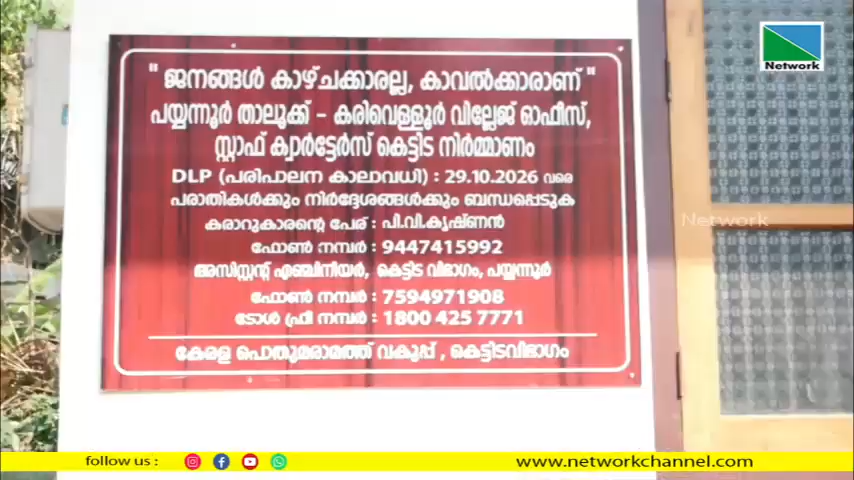 " ജനങ്ങൾ കാഴ്ചക്കാരല്ല, കാവൽക്കാരാണ് "
പയ്യന്നൂർ താലൂക്ക് – കരിവെള്ളൂർ വില്ലേജ് ഓഫീസ്,
സ്റ്റാഫ് ക്വാർട്ടേർസ് കെട്ടിട നിർമ്മാണം
DLP (പരിപാലന കാലാവധി) : 29.10.2026 വരെ
പരാതികൾക്കും നിർദ്ദേശങ്ങൾക്കും ബന്ധപ്പെടുക
കരാറുകാരന്റെ പേര് : പി.വി.കൃഷ്ണൻ
ഫോൺ നമ്പർ : 9447415992
അസിസ്റ്റന്റ് എഞ്ചിനീയർ, കെട്ടിട വിഭാഗം, പയ്യന്നൂർ
ഫോൺ നമ്പർ : 7594971908
ടോൾ ഫ്രീ നമ്പർ : 1800 425 7771
കേരള പൊതുമരാമത്ത് വകുപ്പ് , കെട്ടിടവിഭാഗം
Network
Network
follow us :
www.networkchannel.com